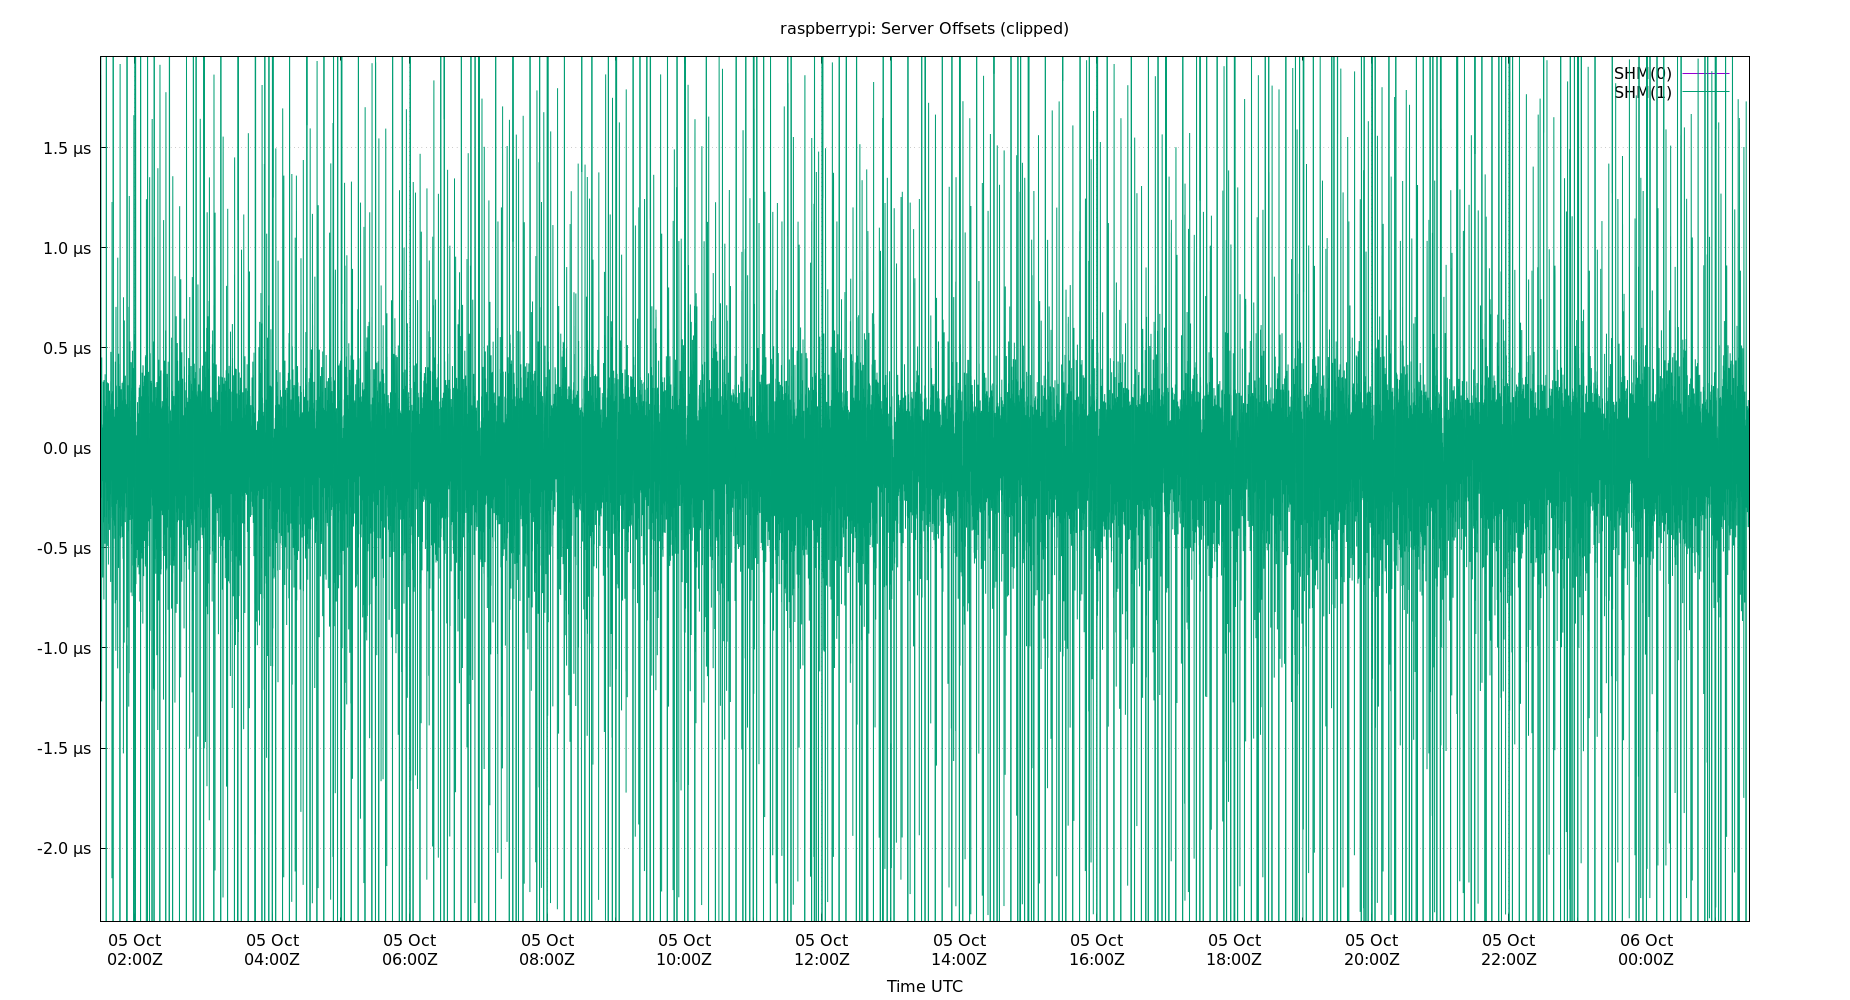 raspberrypi: Server Offsets (clipped)
SHM(0)
SHM(1)
1.5 µs
1.0 µs
0.5 µs
0.0 µs
-0.5 µs
-1.0 µs
-1.5 µs
-2.0 µs
05 Oct 05 Oct 05 Oct 05 Oct 05 Oct 05 Oct 05 Oct 05 Oct 05 Oct 05 Oct 05 Oct 06 Oct
02:00Z 04:00Z 06:00Z 08:00Z 10:00Z 12:00Z 14:00Z 16:00Z 18:00Z 20:00Z 22:00Z 00:00Z
Time UTC